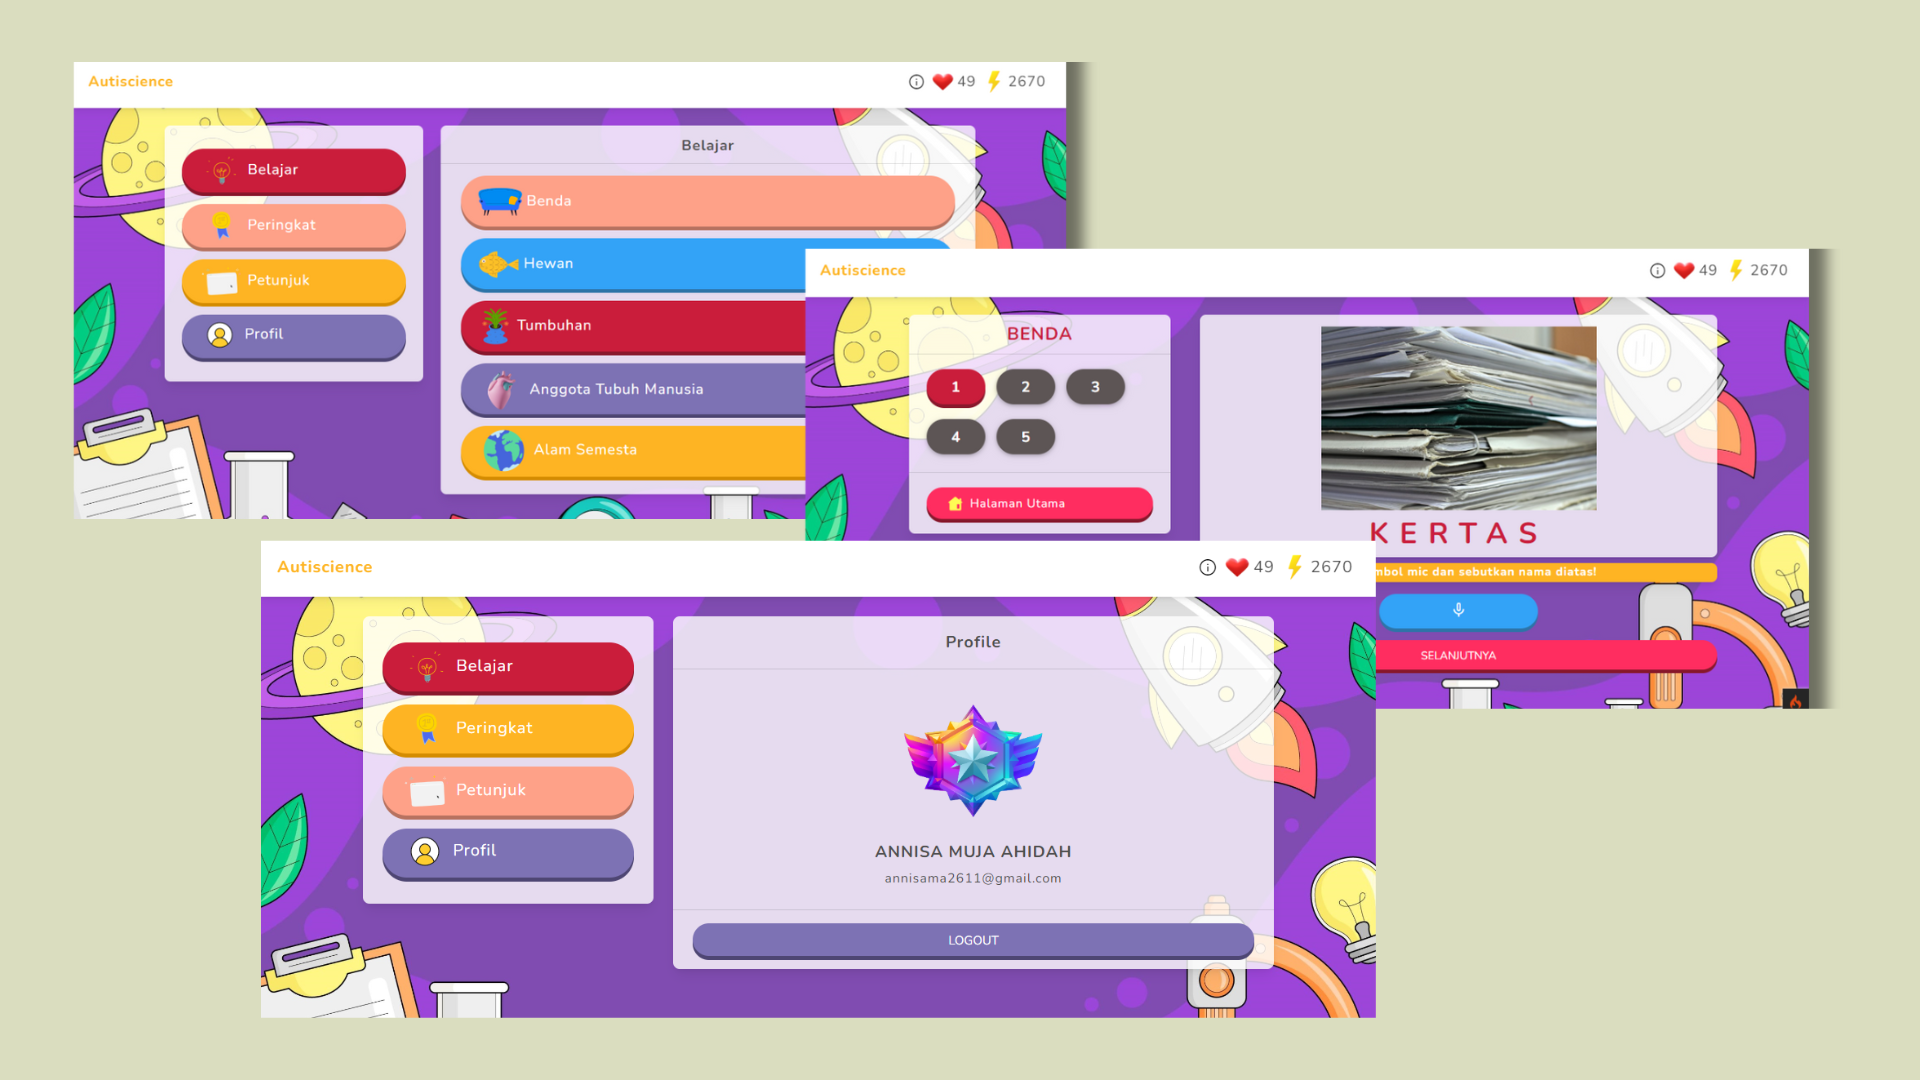 Autiscience
49 2670
Belajar
Peringkat
Petunjuk
Profil
Belajar
Benda
Hewan
Tumbuhan
Anggota Tubuh Manusia
Alam Semesta
Autiscience
49 2670
BENDA
1 2 3
4 5
Halaman Utama
KERTAS
mic dan sebutkan nama diatas!
SELANJUTNYA
Autiscience
49 2670
Belajar
Peringkat
Petunjuk
Profil
Profile
ANNISA MUJA AHIDAH
annisama2611@gmail.com
LOGOUT